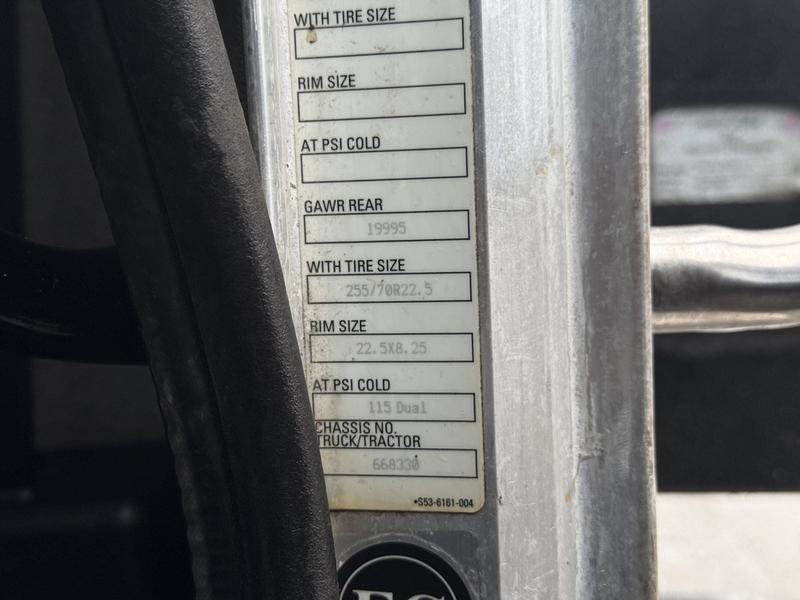 WITH TIRE SIZE
RIM SIZE
AT PSI COLD
GAWR REAR
19995
WITH TIRE SIZE
255/70R22.5
RIM SIZE
22.5X8.25
AT PSI COLD
115 Dual
CHASSIS NO.
TRUCK/TRACTOR
668330
•S53-6161-004